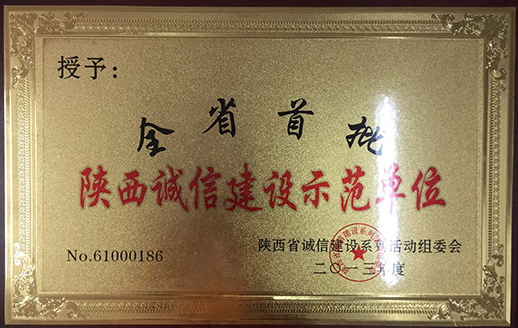 授予：
全省首批
陕西诚信建设示范单位
No.61000186
陕西省诚信建设系列活动组委会
二〇一三年度